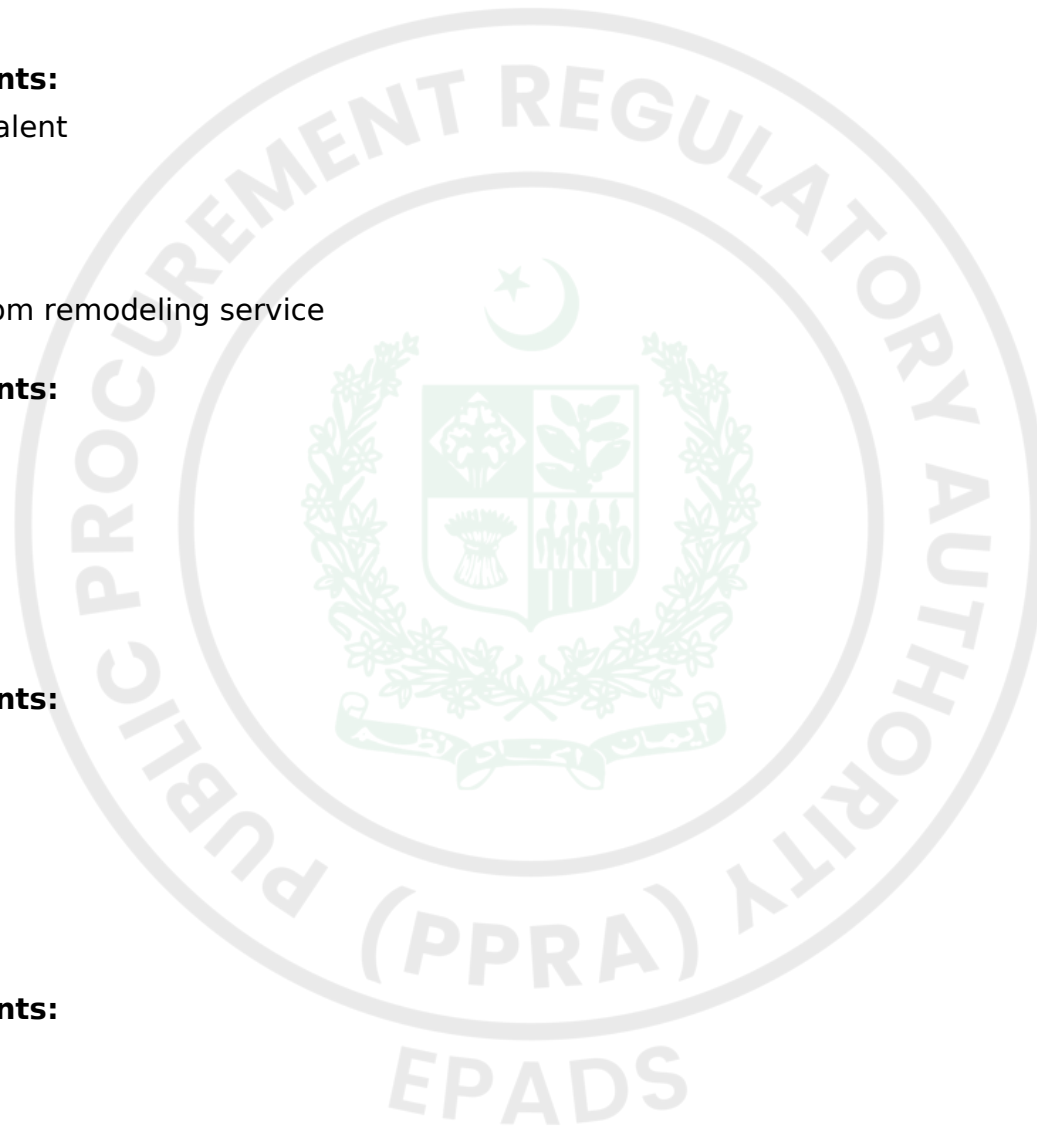 nts:
alent
om remodeling service
nts:
nts:
nts:
PUBLIC PROCUREMENT REGULATORY AUTHORITY
(PPRA)
EPADS